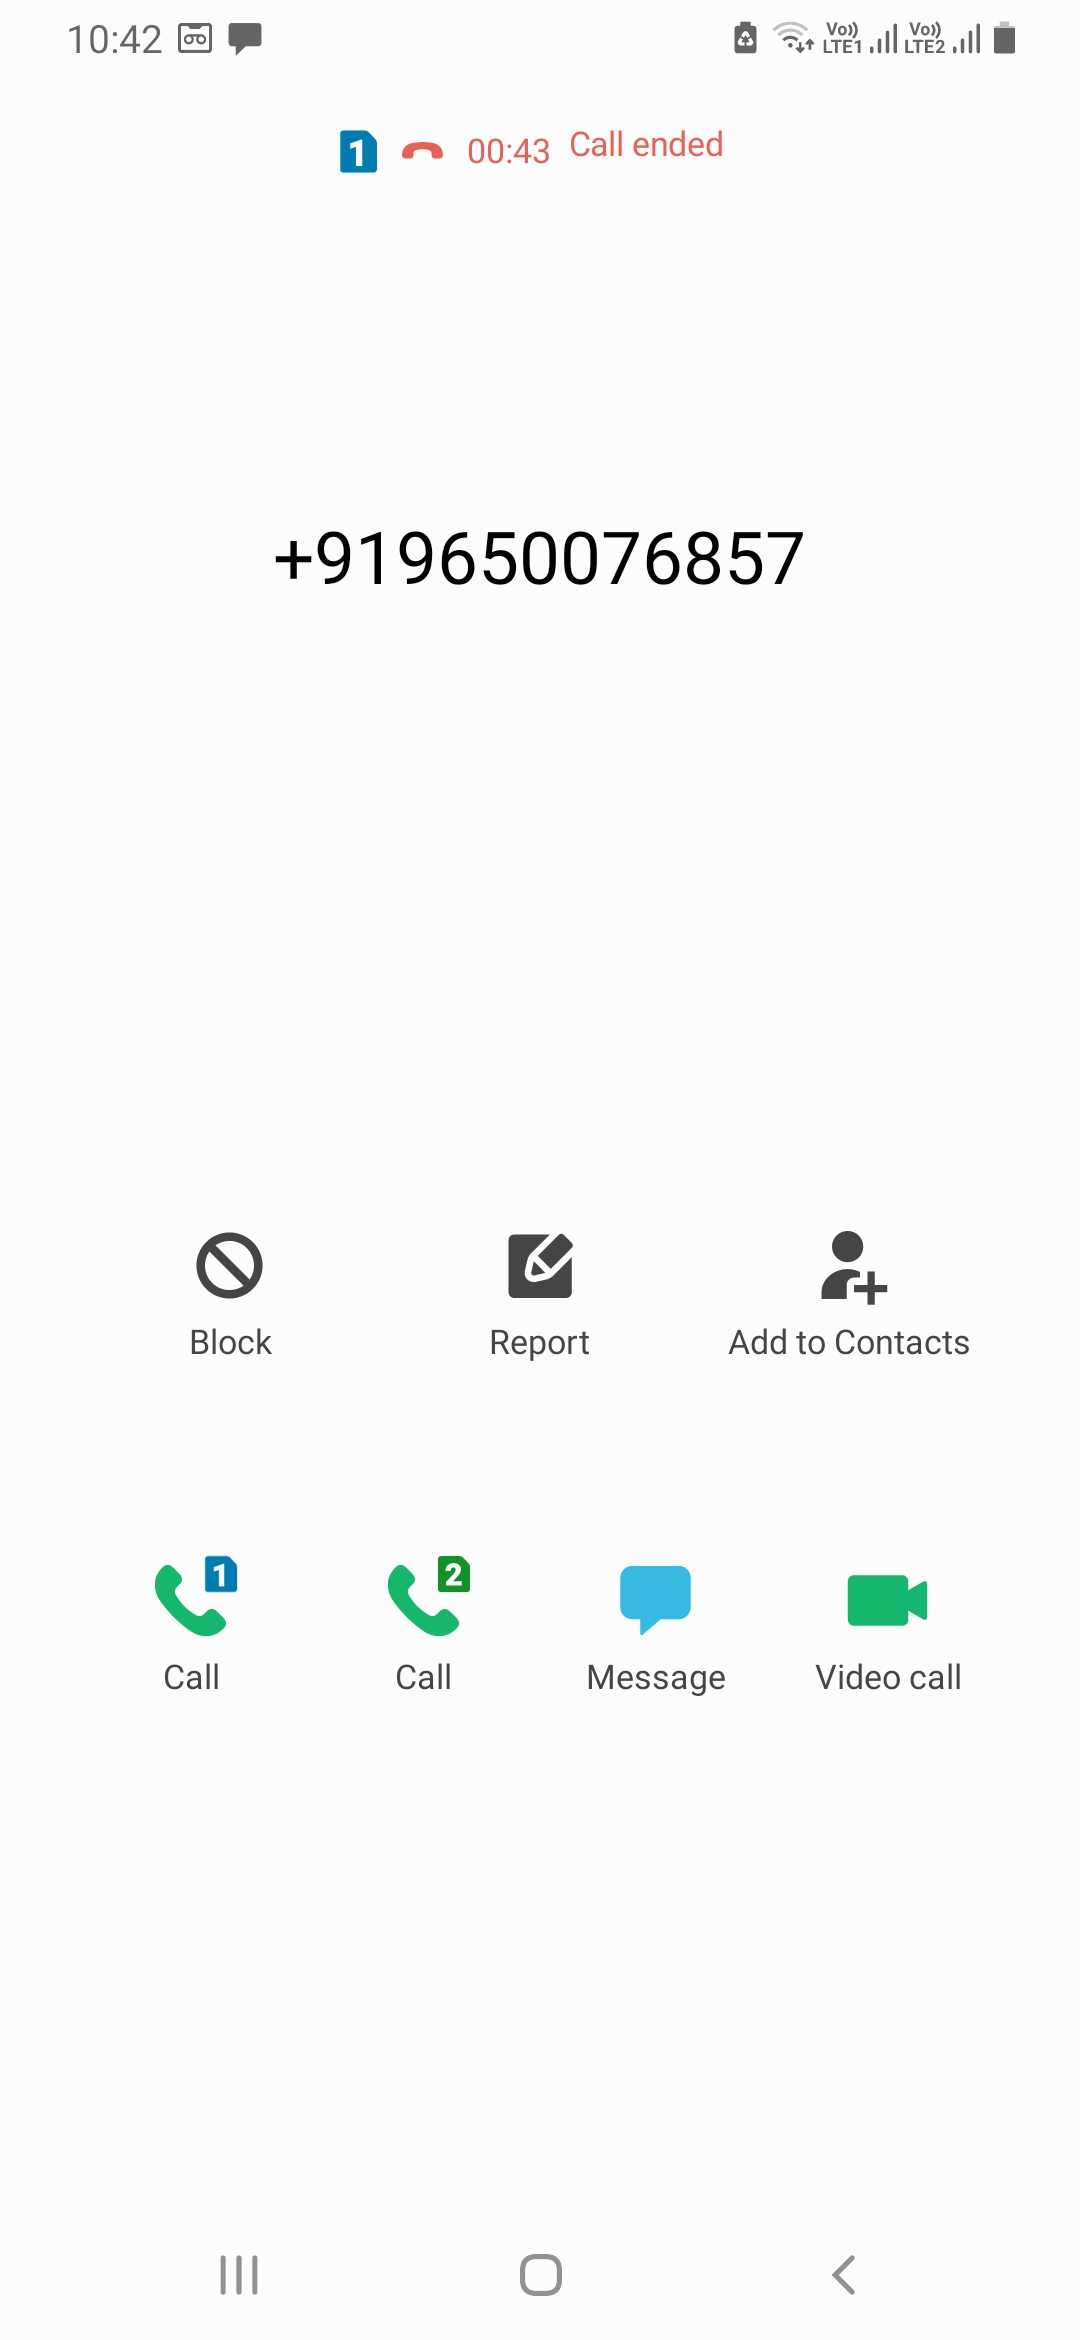 10:42 Vo)) LTE1 Vo)) LTE2
1 00:43 Call ended
+919650076857
Block Report Add to Contacts
1 2
Call Call Message Video call